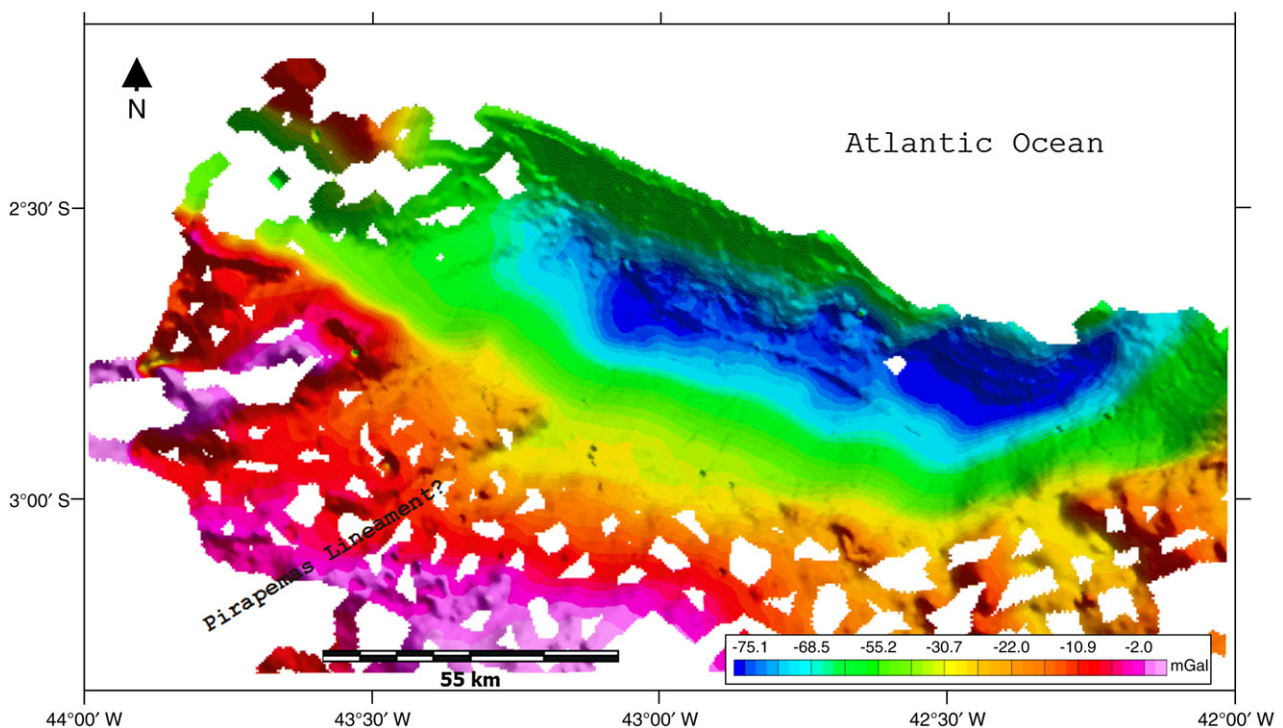 N
Atlantic Ocean
2°30′ S
3°00′ S
Pirapemas Lineament?
-75.1 -68.5 -55.2 -30.7 -22.0 -10.9 -2.0
mGal
55 km
44°00′ W 43°30′ W 43°00′ W 42°30′ W 42°00′ W